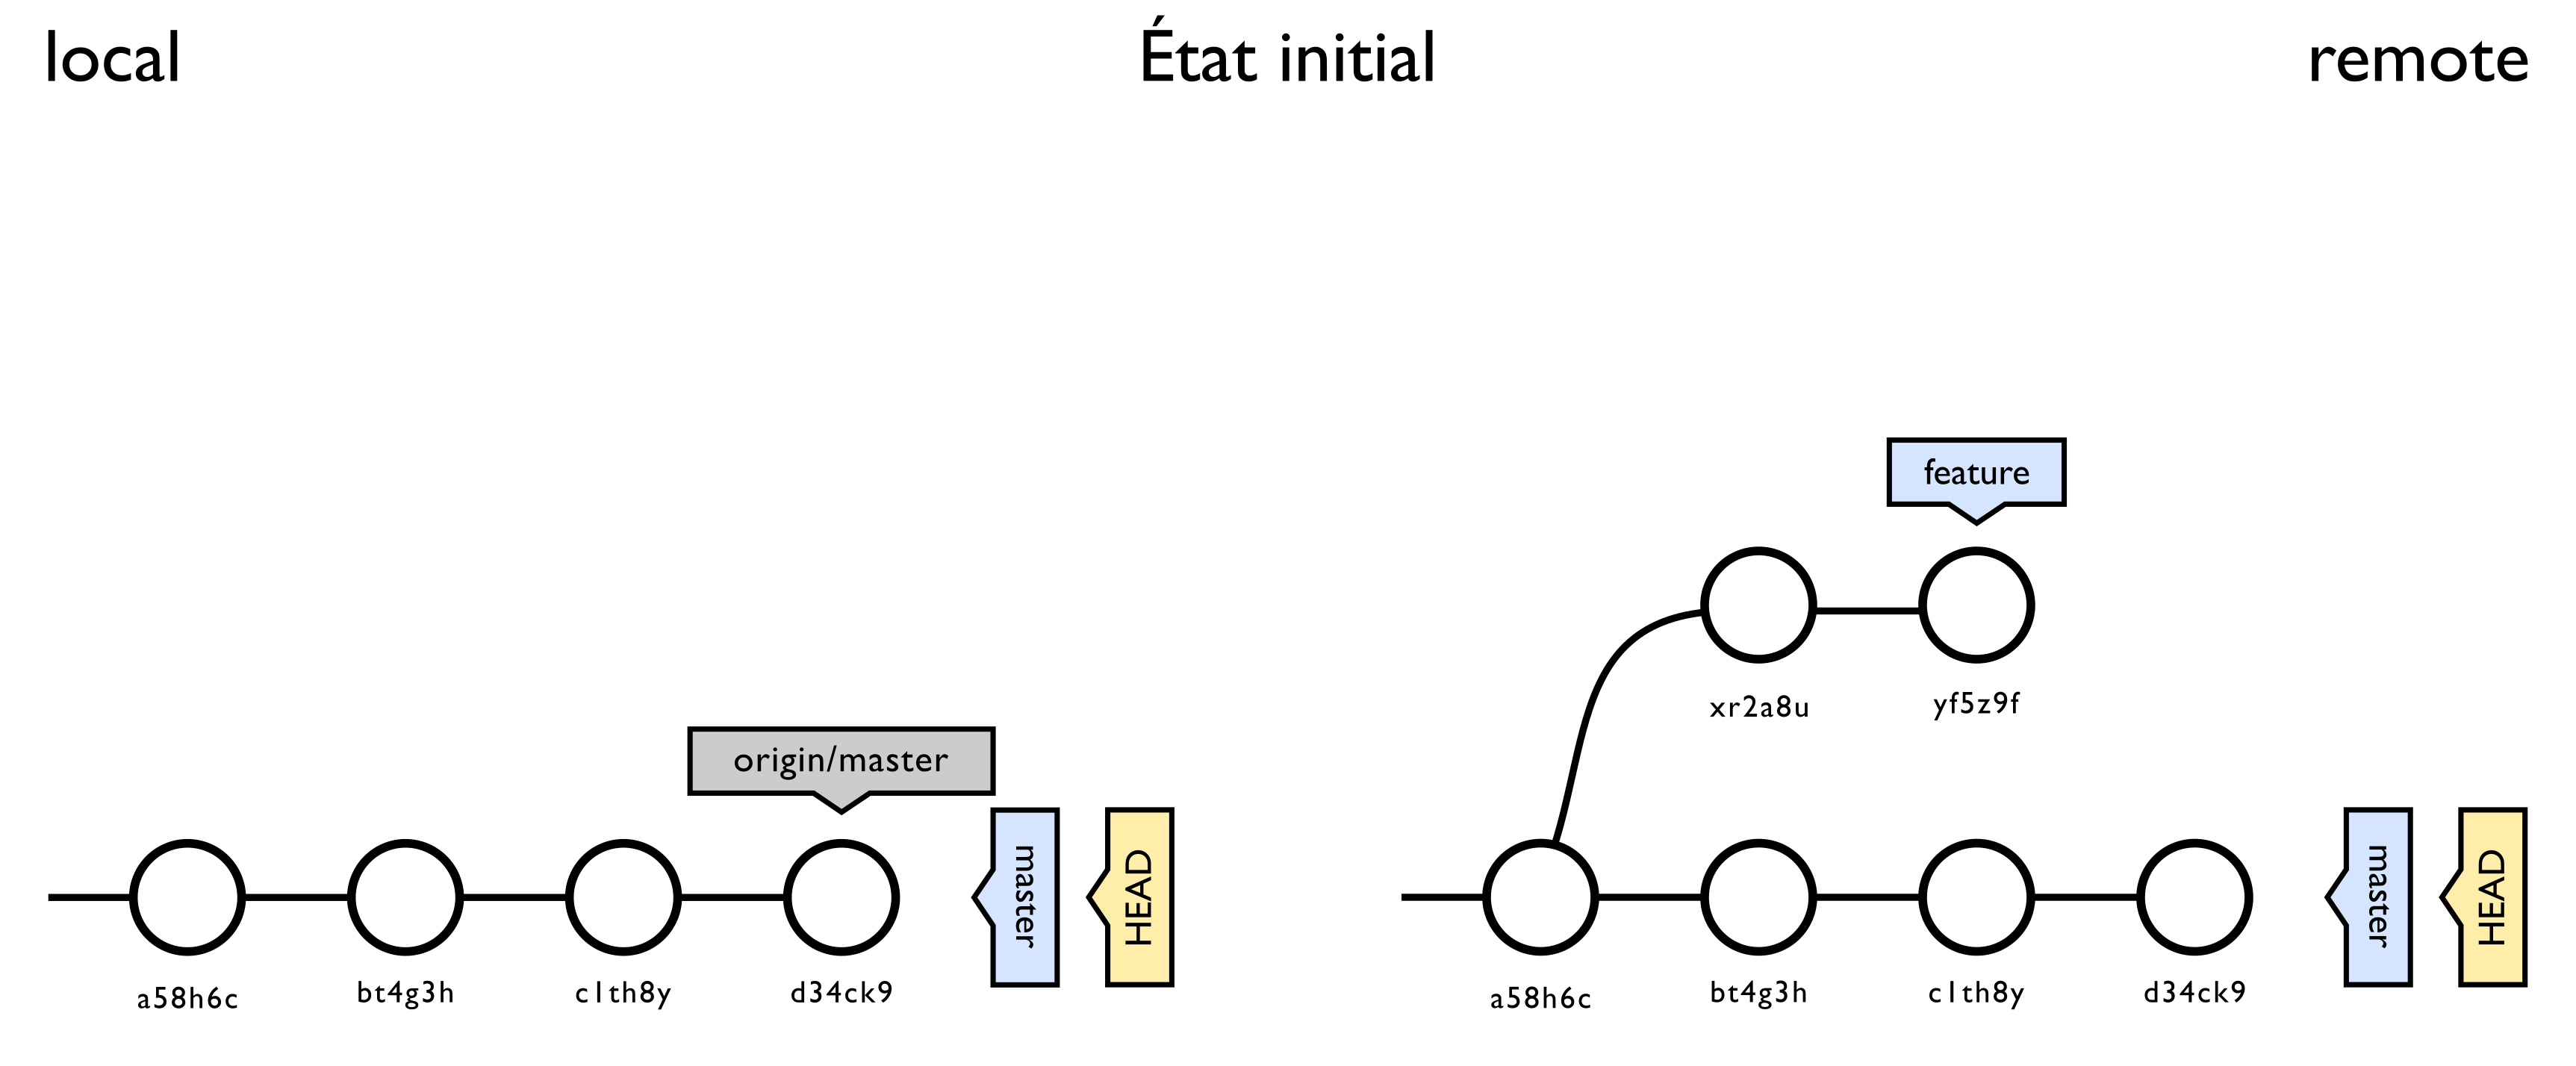 local
État initial
remote
feature
xr2a8u
yf5z9f
origin/master
master
HEAD
master
HEAD
a58h6c
bt4g3h
c1th8y
d34ck9
a58h6c
bt4g3h
c1th8y
d34ck9